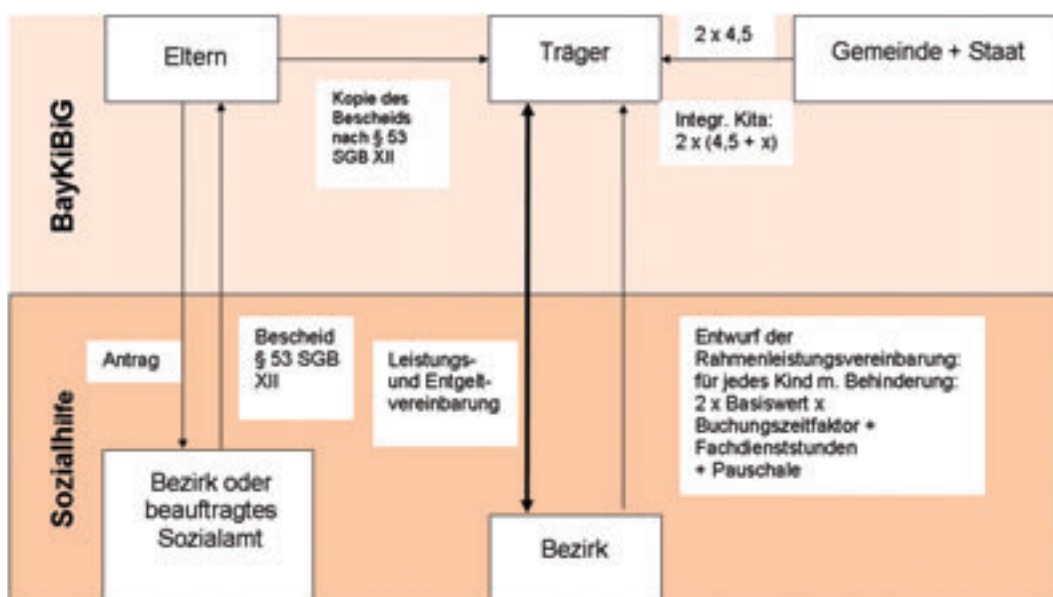 BayKiBiG
Eltern
Träger
2 x 4,5
Gemeinde + Staat
Kopie des
Bescheids
nach § 53
SGB XII
Integr. Kita:
2 x (4,5 + x)
Sozialhilfe
Antrag
Bescheid
§ 53 SGB
XII
Leistungs-
und Entgelt-
vereinbarung
Entwurf der
Rahmenleistungsvereinbarung:
für jedes Kind m. Behinderung:
2 x Basiswert x
Buchungszeitfaktor +
Fachdienststunden
+ Pauschale
Bezirk oder
beauftragtes
Sozialamt
Bezirk